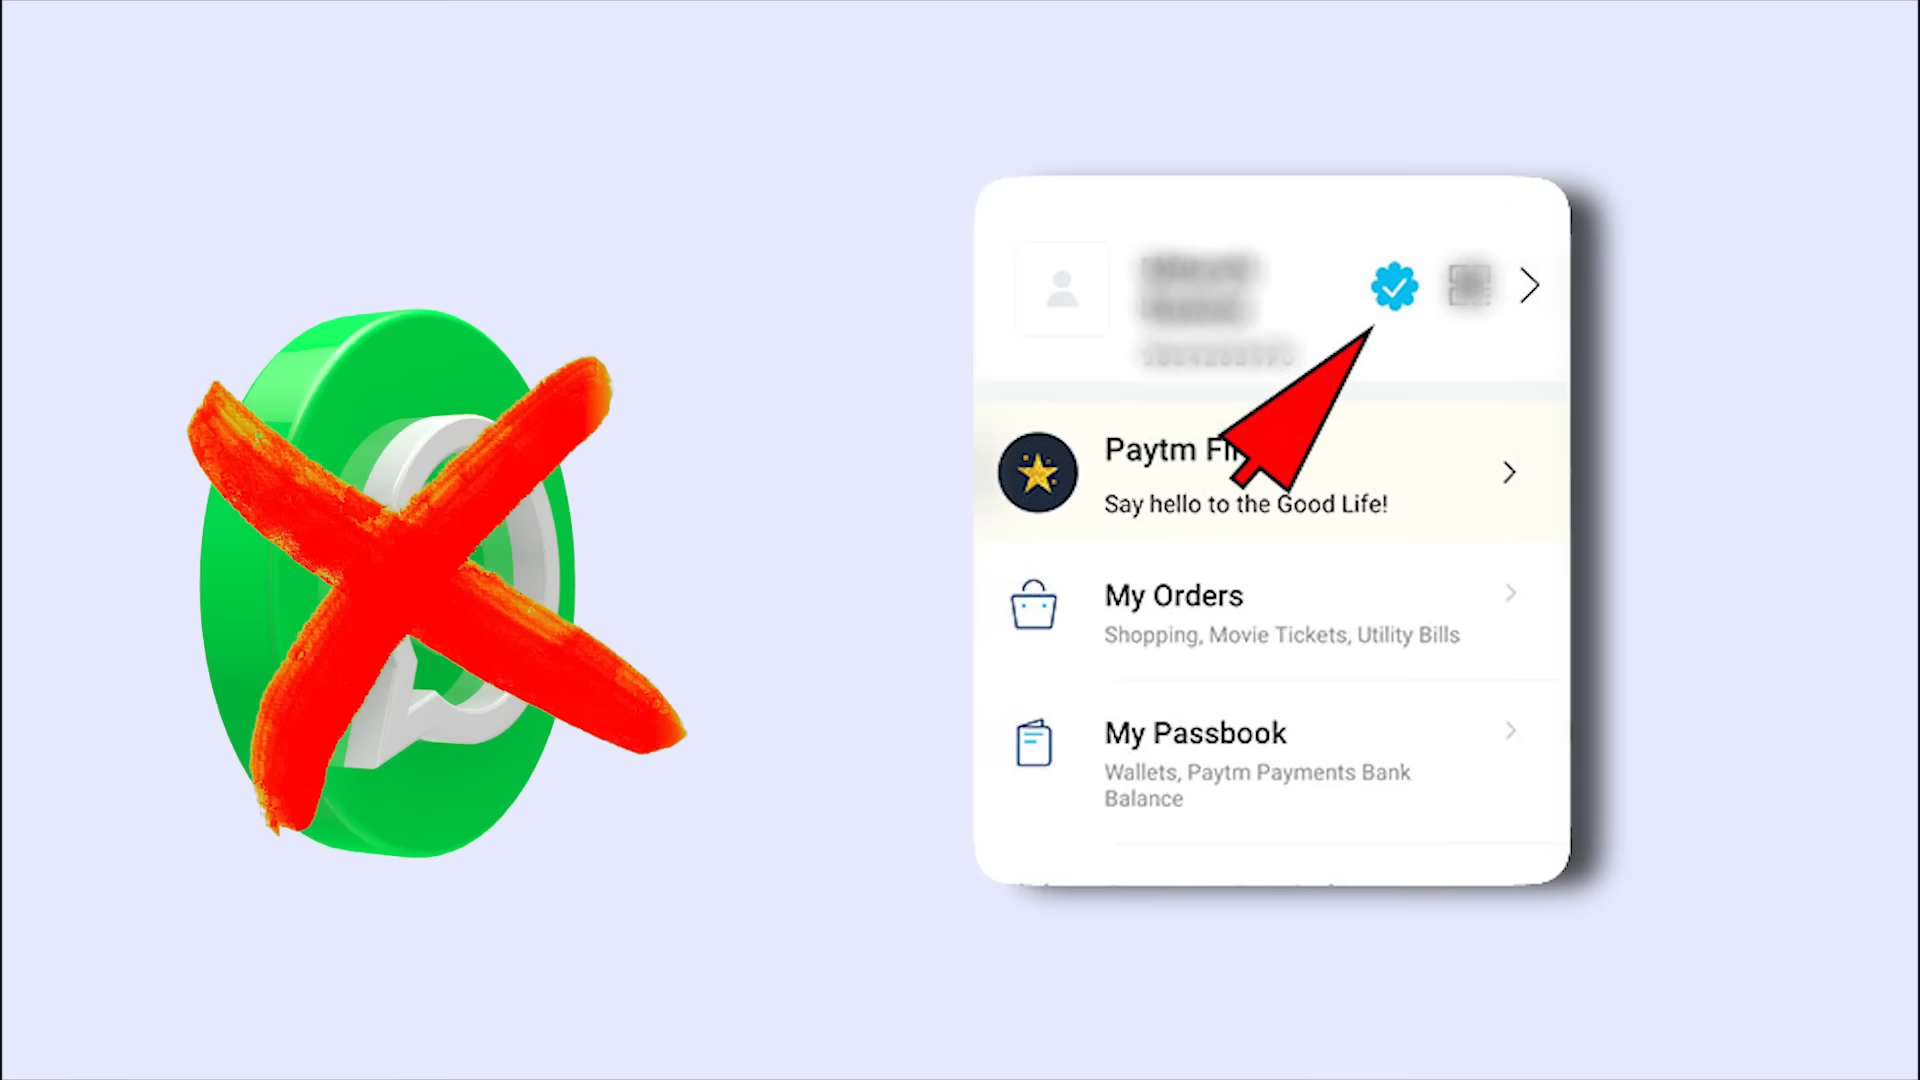 Paytm Fi
Say hello to the Good Life!
My Orders
Shopping, Movie Tickets, Utility Bills
My Passbook
Wallets, Paytm Payments Bank
Balance